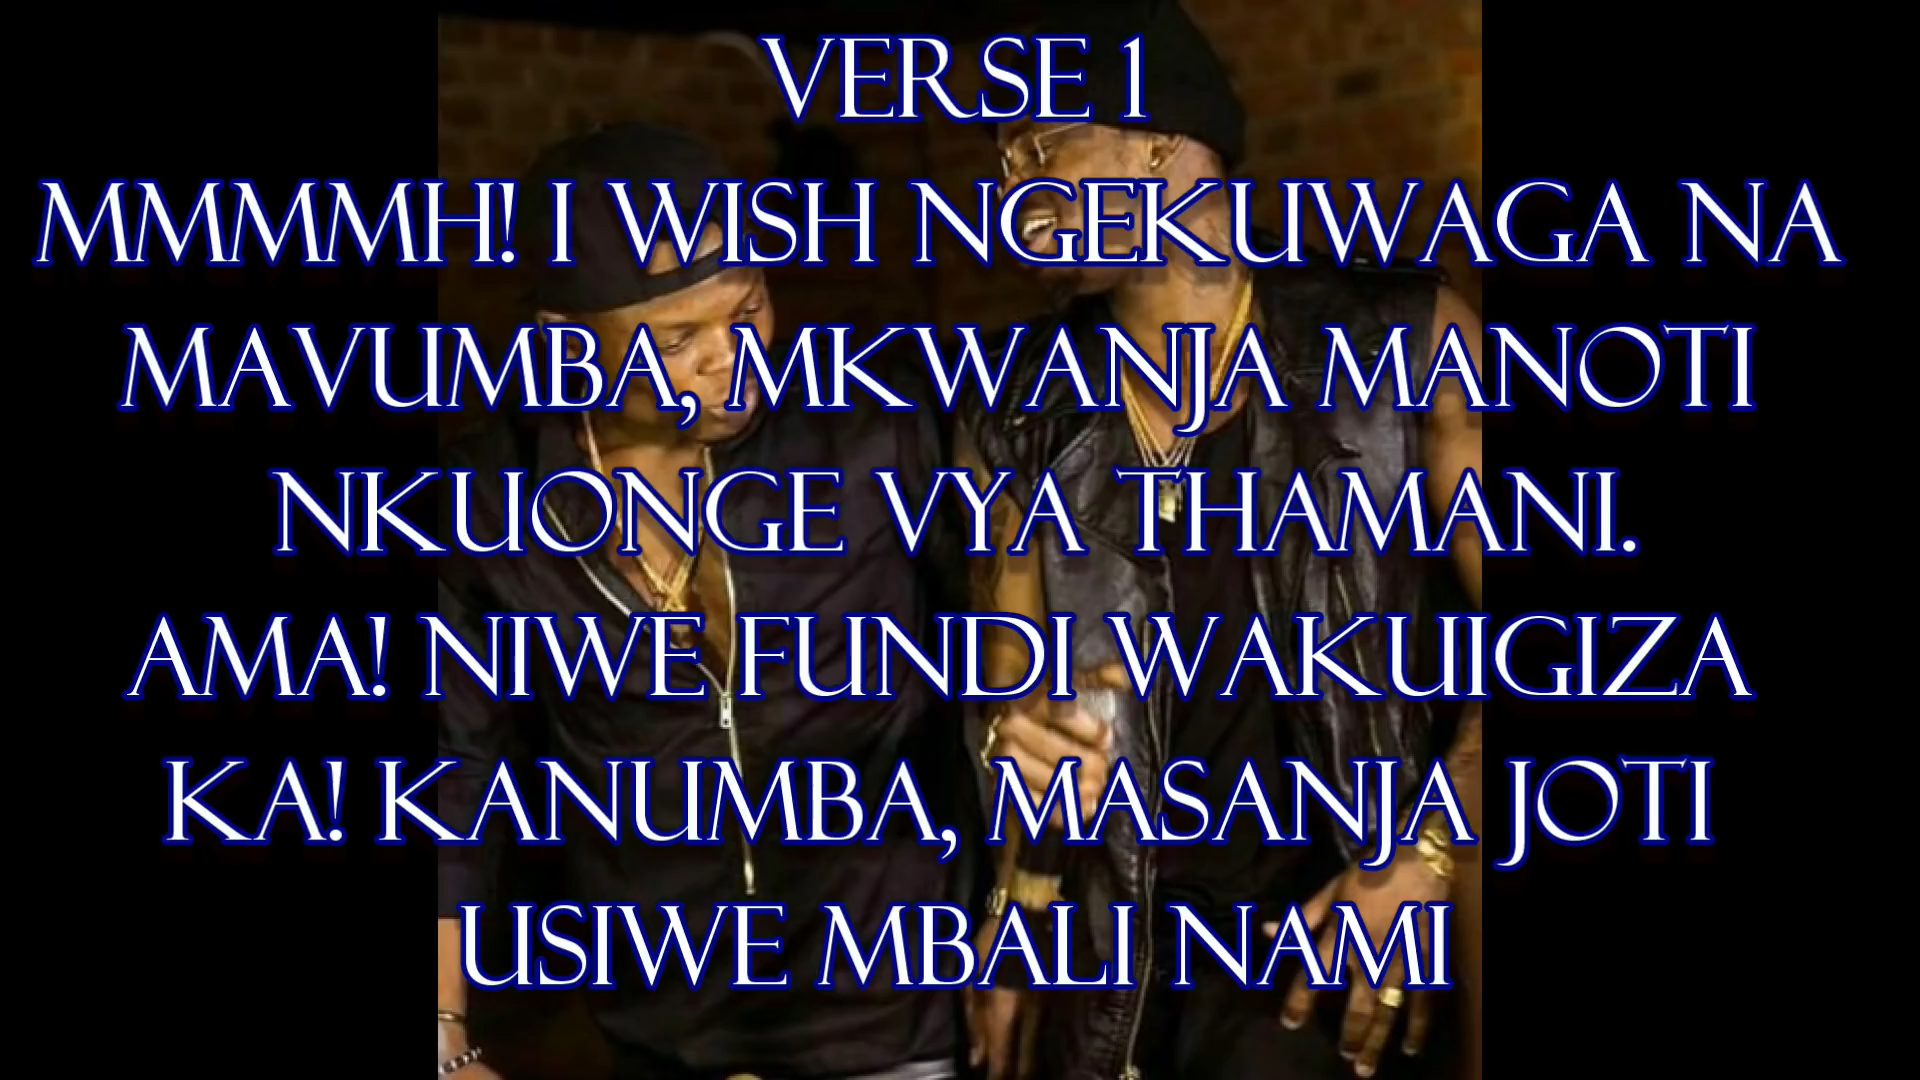 VERSE 1
MMMMH! I WISH NGEKUWAGA NA
MAVUMBA, MKWANJA MANOTI
NKUONGE VYA THAMANI.
AMA! NIWE FUNDI WAKUIGIZA
KA! KANUMBA, MASANJA JOTI
USIWE MBALI NAMI